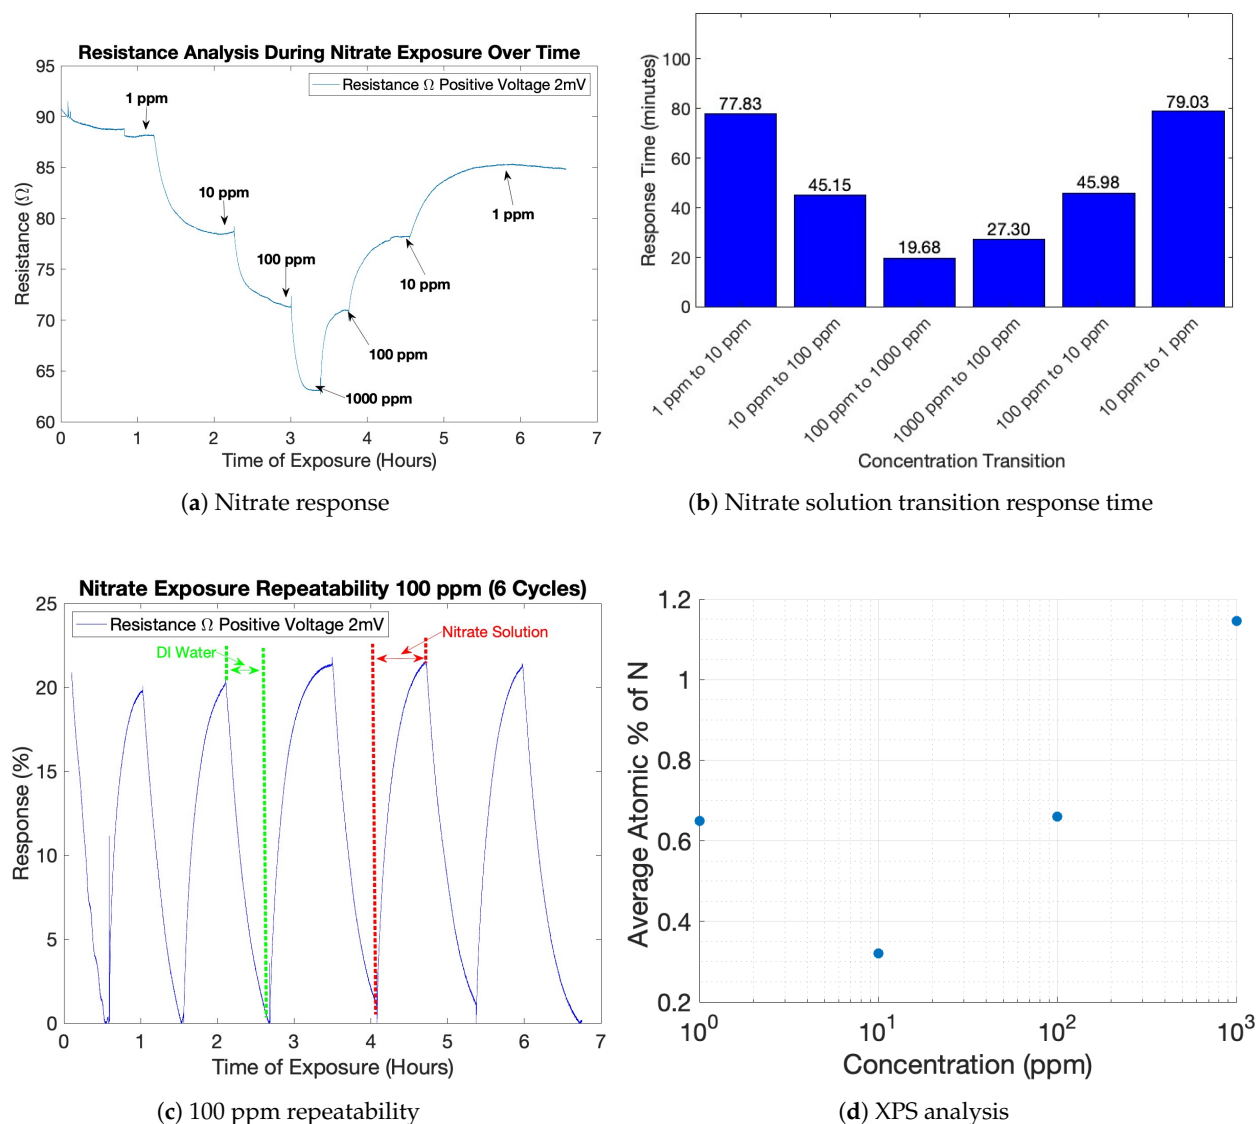 Resistance Analysis During Nitrate Exposure Over Time
Resistance Ω Positive Voltage 2mV
95
90
85
80
75
70
65
60
Resistance (Ω)
1 ppm
10 ppm
100 ppm
1000 ppm
100 ppm
10 ppm
1 ppm
0 1 2 3 4 5 6 7
Time of Exposure (Hours)
(a) Nitrate response
100
80
60
40
20
0
Response Time (minutes)
77.83
45.15
19.68
27.30
45.98
79.03
1 ppm to 10 ppm
10 ppm to 100 ppm
100 ppm to 1000 ppm
1000 ppm to 100 ppm
100 ppm to 10 ppm
10 ppm to 1 ppm
Concentration Transition
(b) Nitrate solution transition response time
Nitrate Exposure Repeatability 100 ppm (6 Cycles)
Resistance Ω Positive Voltage 2mV
25
20
15
10
5
0
Response (%)
DI Water
Nitrate Solution
0 1 2 3 4 5 6 7
Time of Exposure (Hours)
(c) 100 ppm repeatability
1.2
1
0.8
0.6
0.4
0.2
Average Atomic % of N
10⁰ 10¹ 10² 10³
Concentration (ppm)
(d) XPS analysis